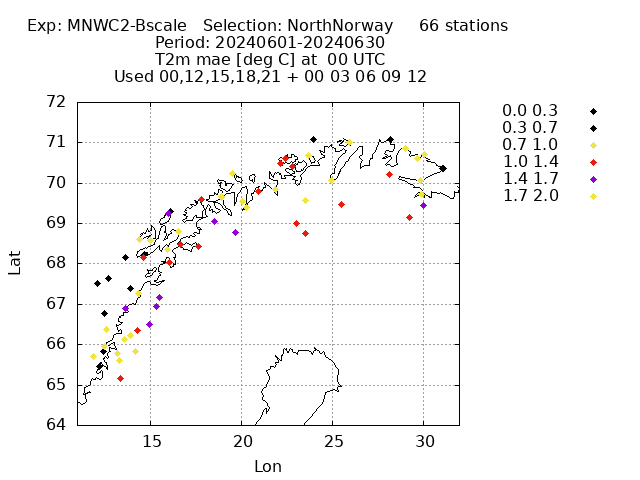 Exp: MNWC2-Bscale   Selection: NorthNorway     66 stations
Period: 20240601-20240630
T2m mae [deg C] at  00 UTC
Used 00,12,15,18,21 + 00 03 06 09 12
0.0 0.3
0.3 0.7
0.7 1.0
1.0 1.4
1.4 1.7
1.7 2.0
72
71
70
69
68
67
66
65
64
Lat
15 20 25 30
Lon